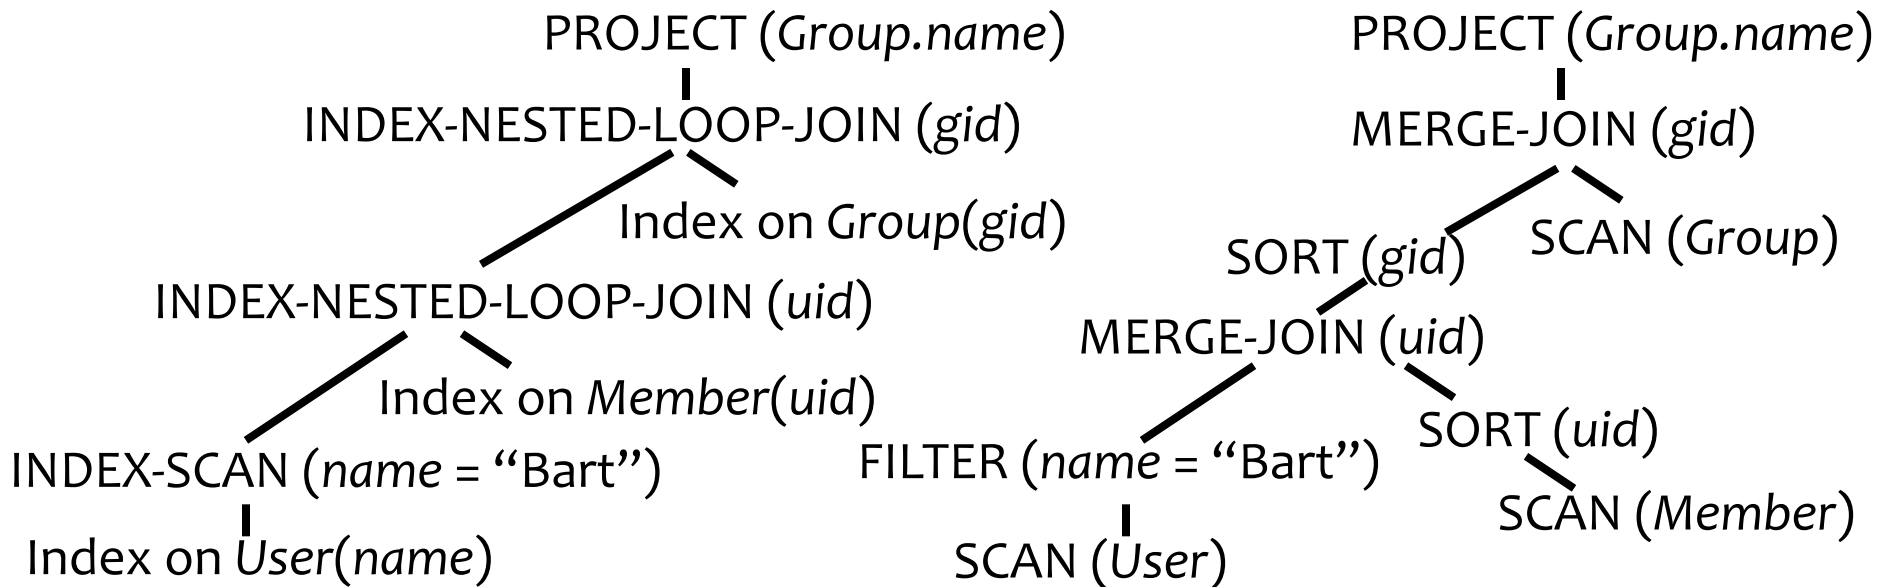 PROJECT (Group.name)
INDEX-NESTED-LOOP-JOIN (gid)
Index on Group(gid)
INDEX-NESTED-LOOP-JOIN (uid)
Index on Member(uid)
INDEX-SCAN (name = “Bart”)
Index on User(name)
PROJECT (Group.name)
MERGE-JOIN (gid)
SCAN (Group)
SORT (gid)
MERGE-JOIN (uid)
SORT (uid)
FILTER (name = “Bart”)
SCAN (Member)
SCAN (User)